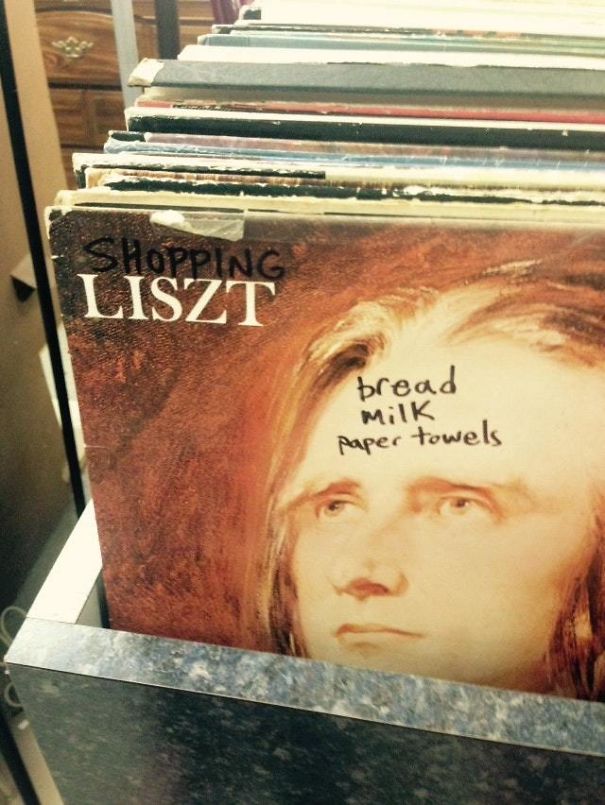 SHOPPING
LISZT
bread
milk
paper towels